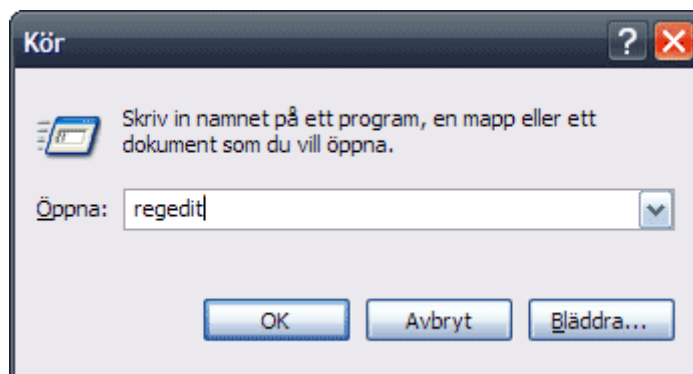 Kör
Skriv in namnet på ett program, en mapp eller ett
dokument som du vill öppna.
Öppna: regedit
OK Avbryt Bläddra...